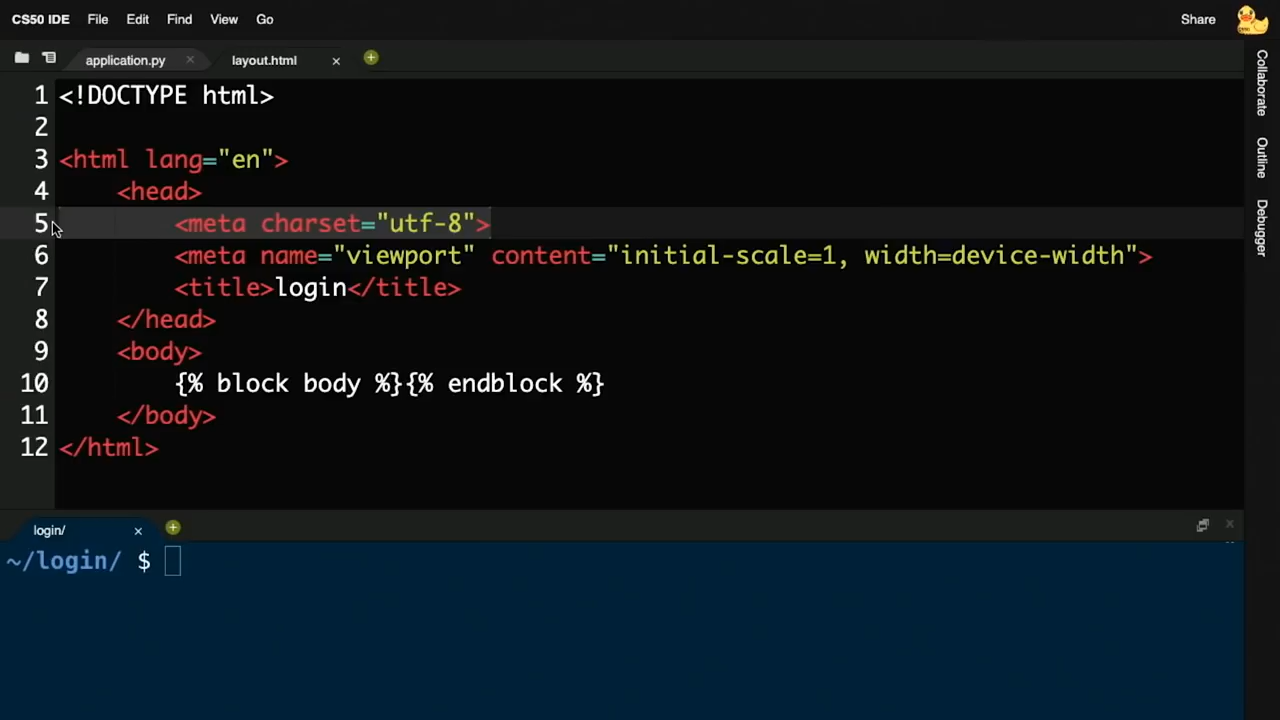 CS50 IDE File Edit Find View Go Share
application.py × layout.html ×
1 <!DOCTYPE html>
2
3 <html lang="en">
4     <head>
5         <meta charset="utf-8">
6         <meta name="viewport" content="initial-scale=1, width=device-width">
7         <title>login</title>
8     </head>
9     <body>
10         {% block body %}{% endblock %}
11     </body>
12 </html>
login/ ×
~/login/ $
Collaborate
Outline
Debugger